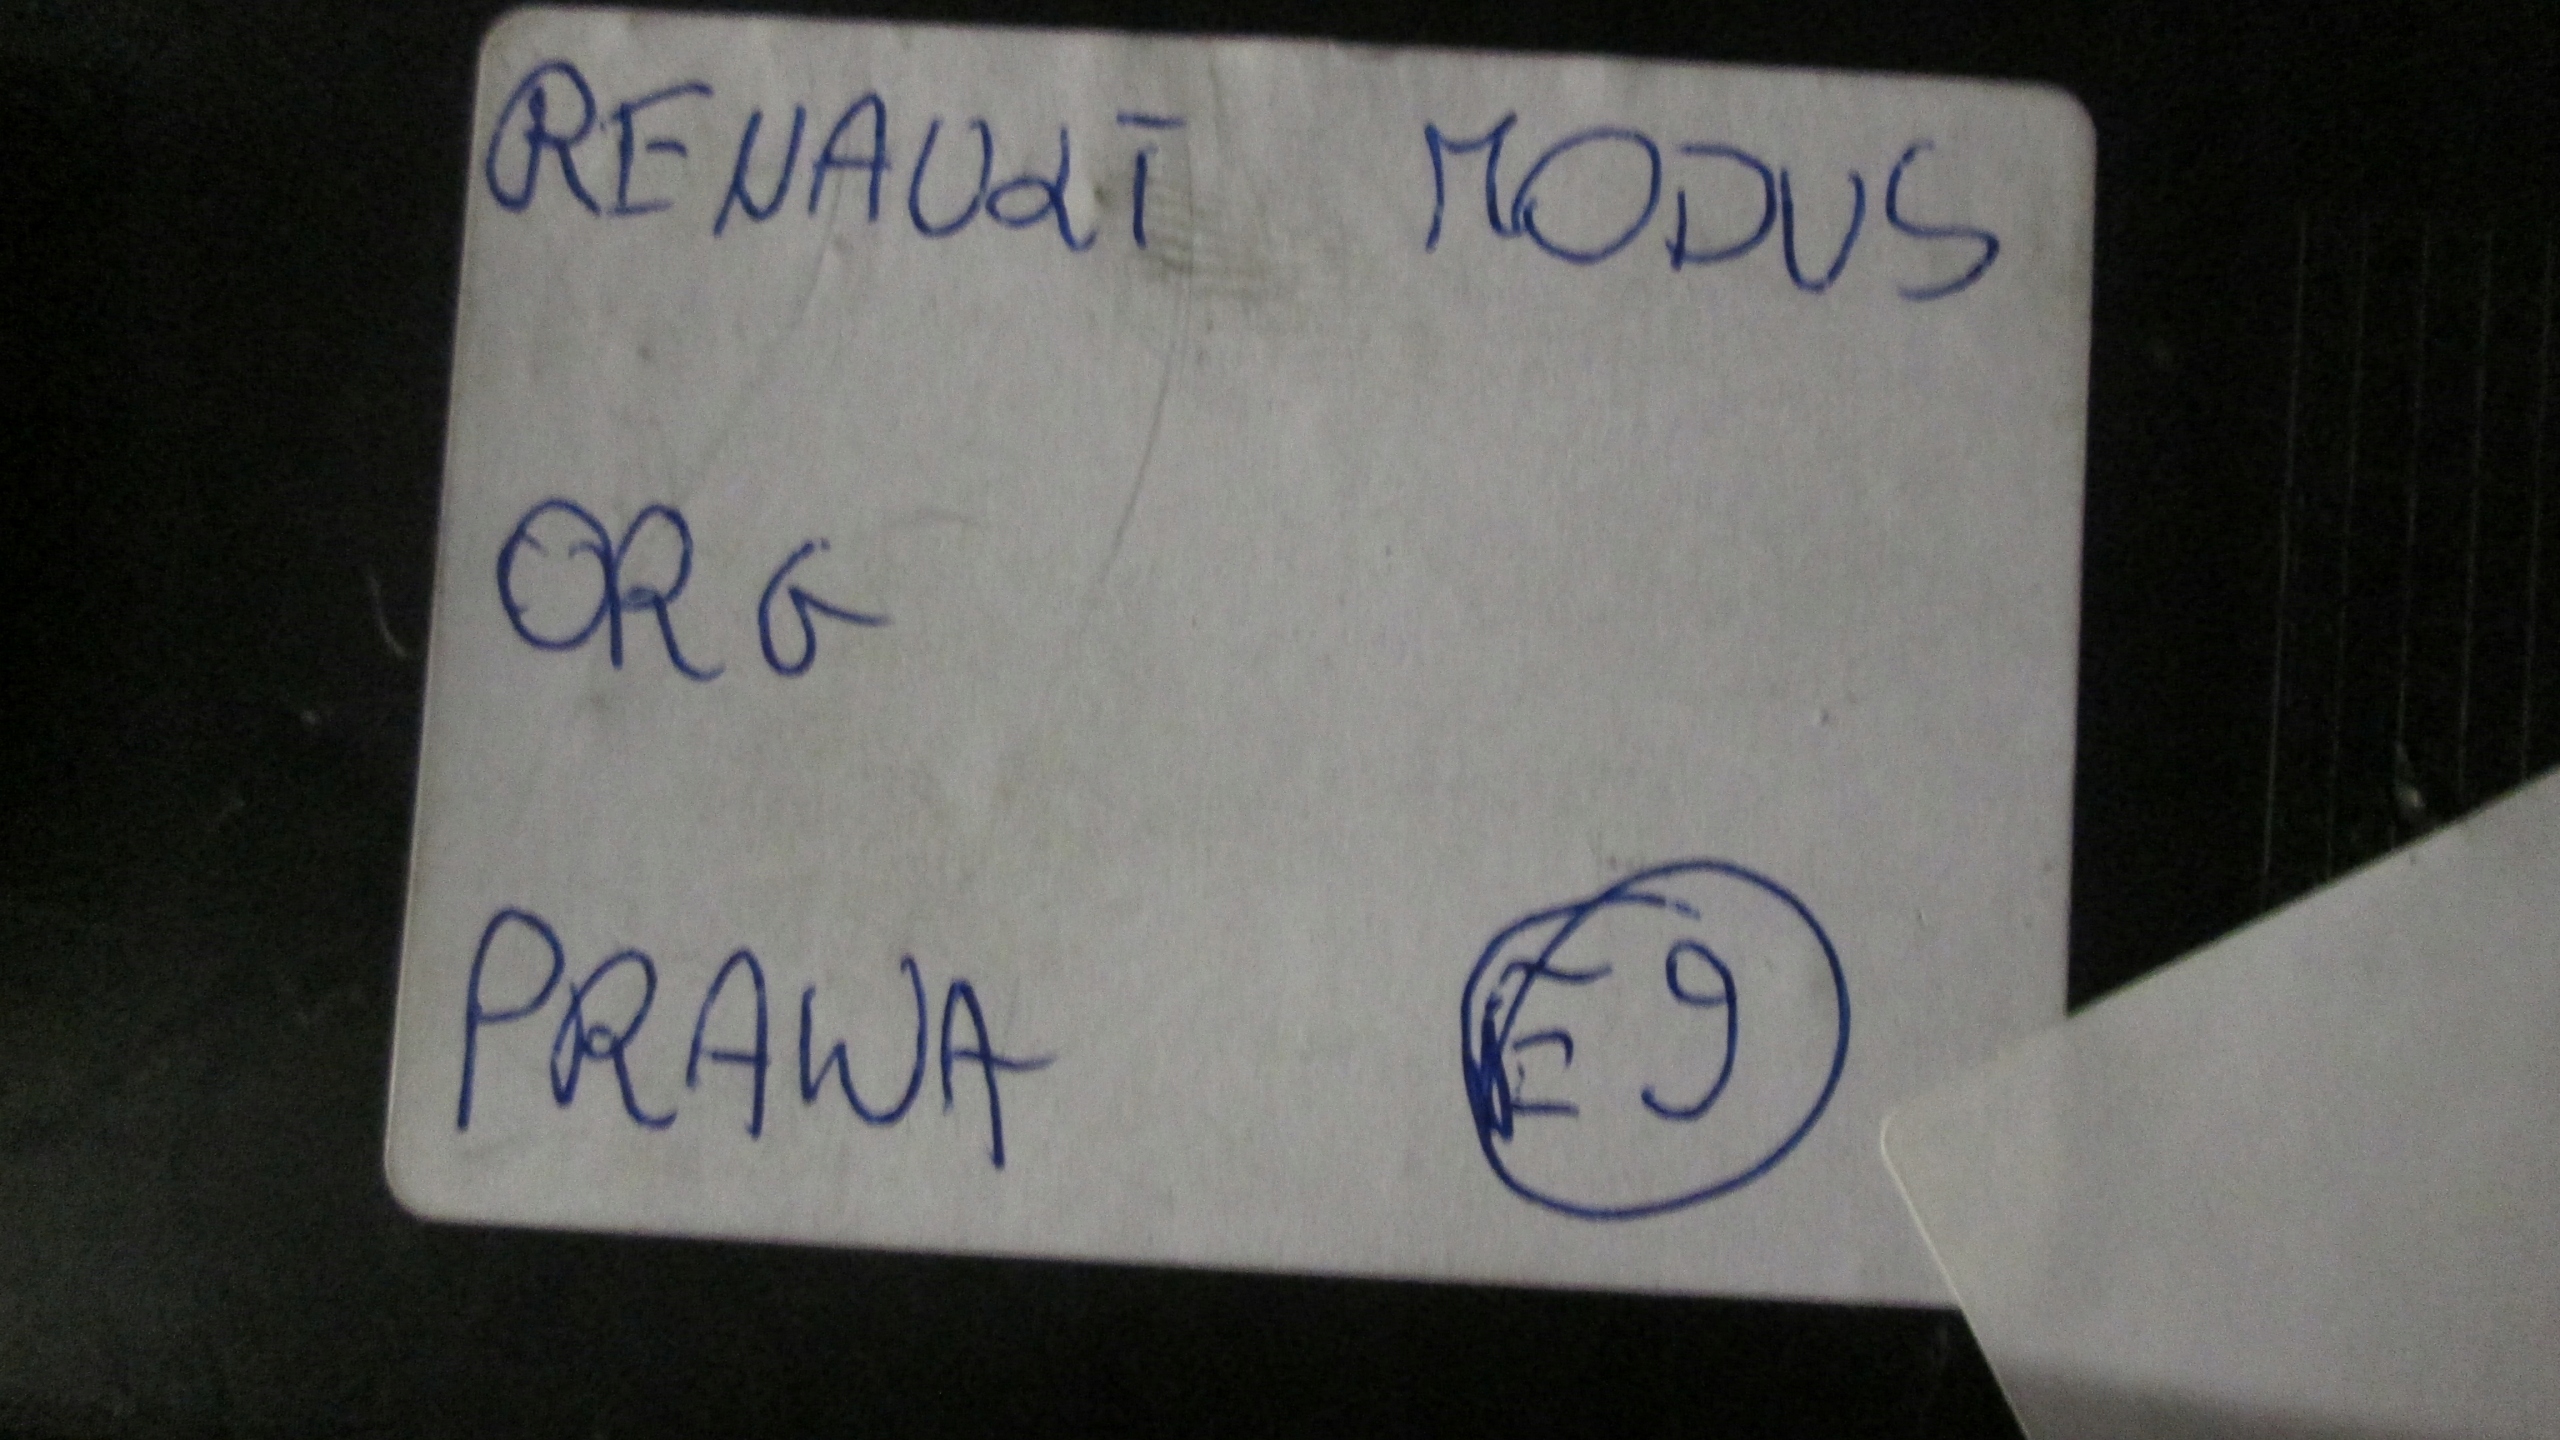 RENAULT MODUS
ORG
PRAWA E9